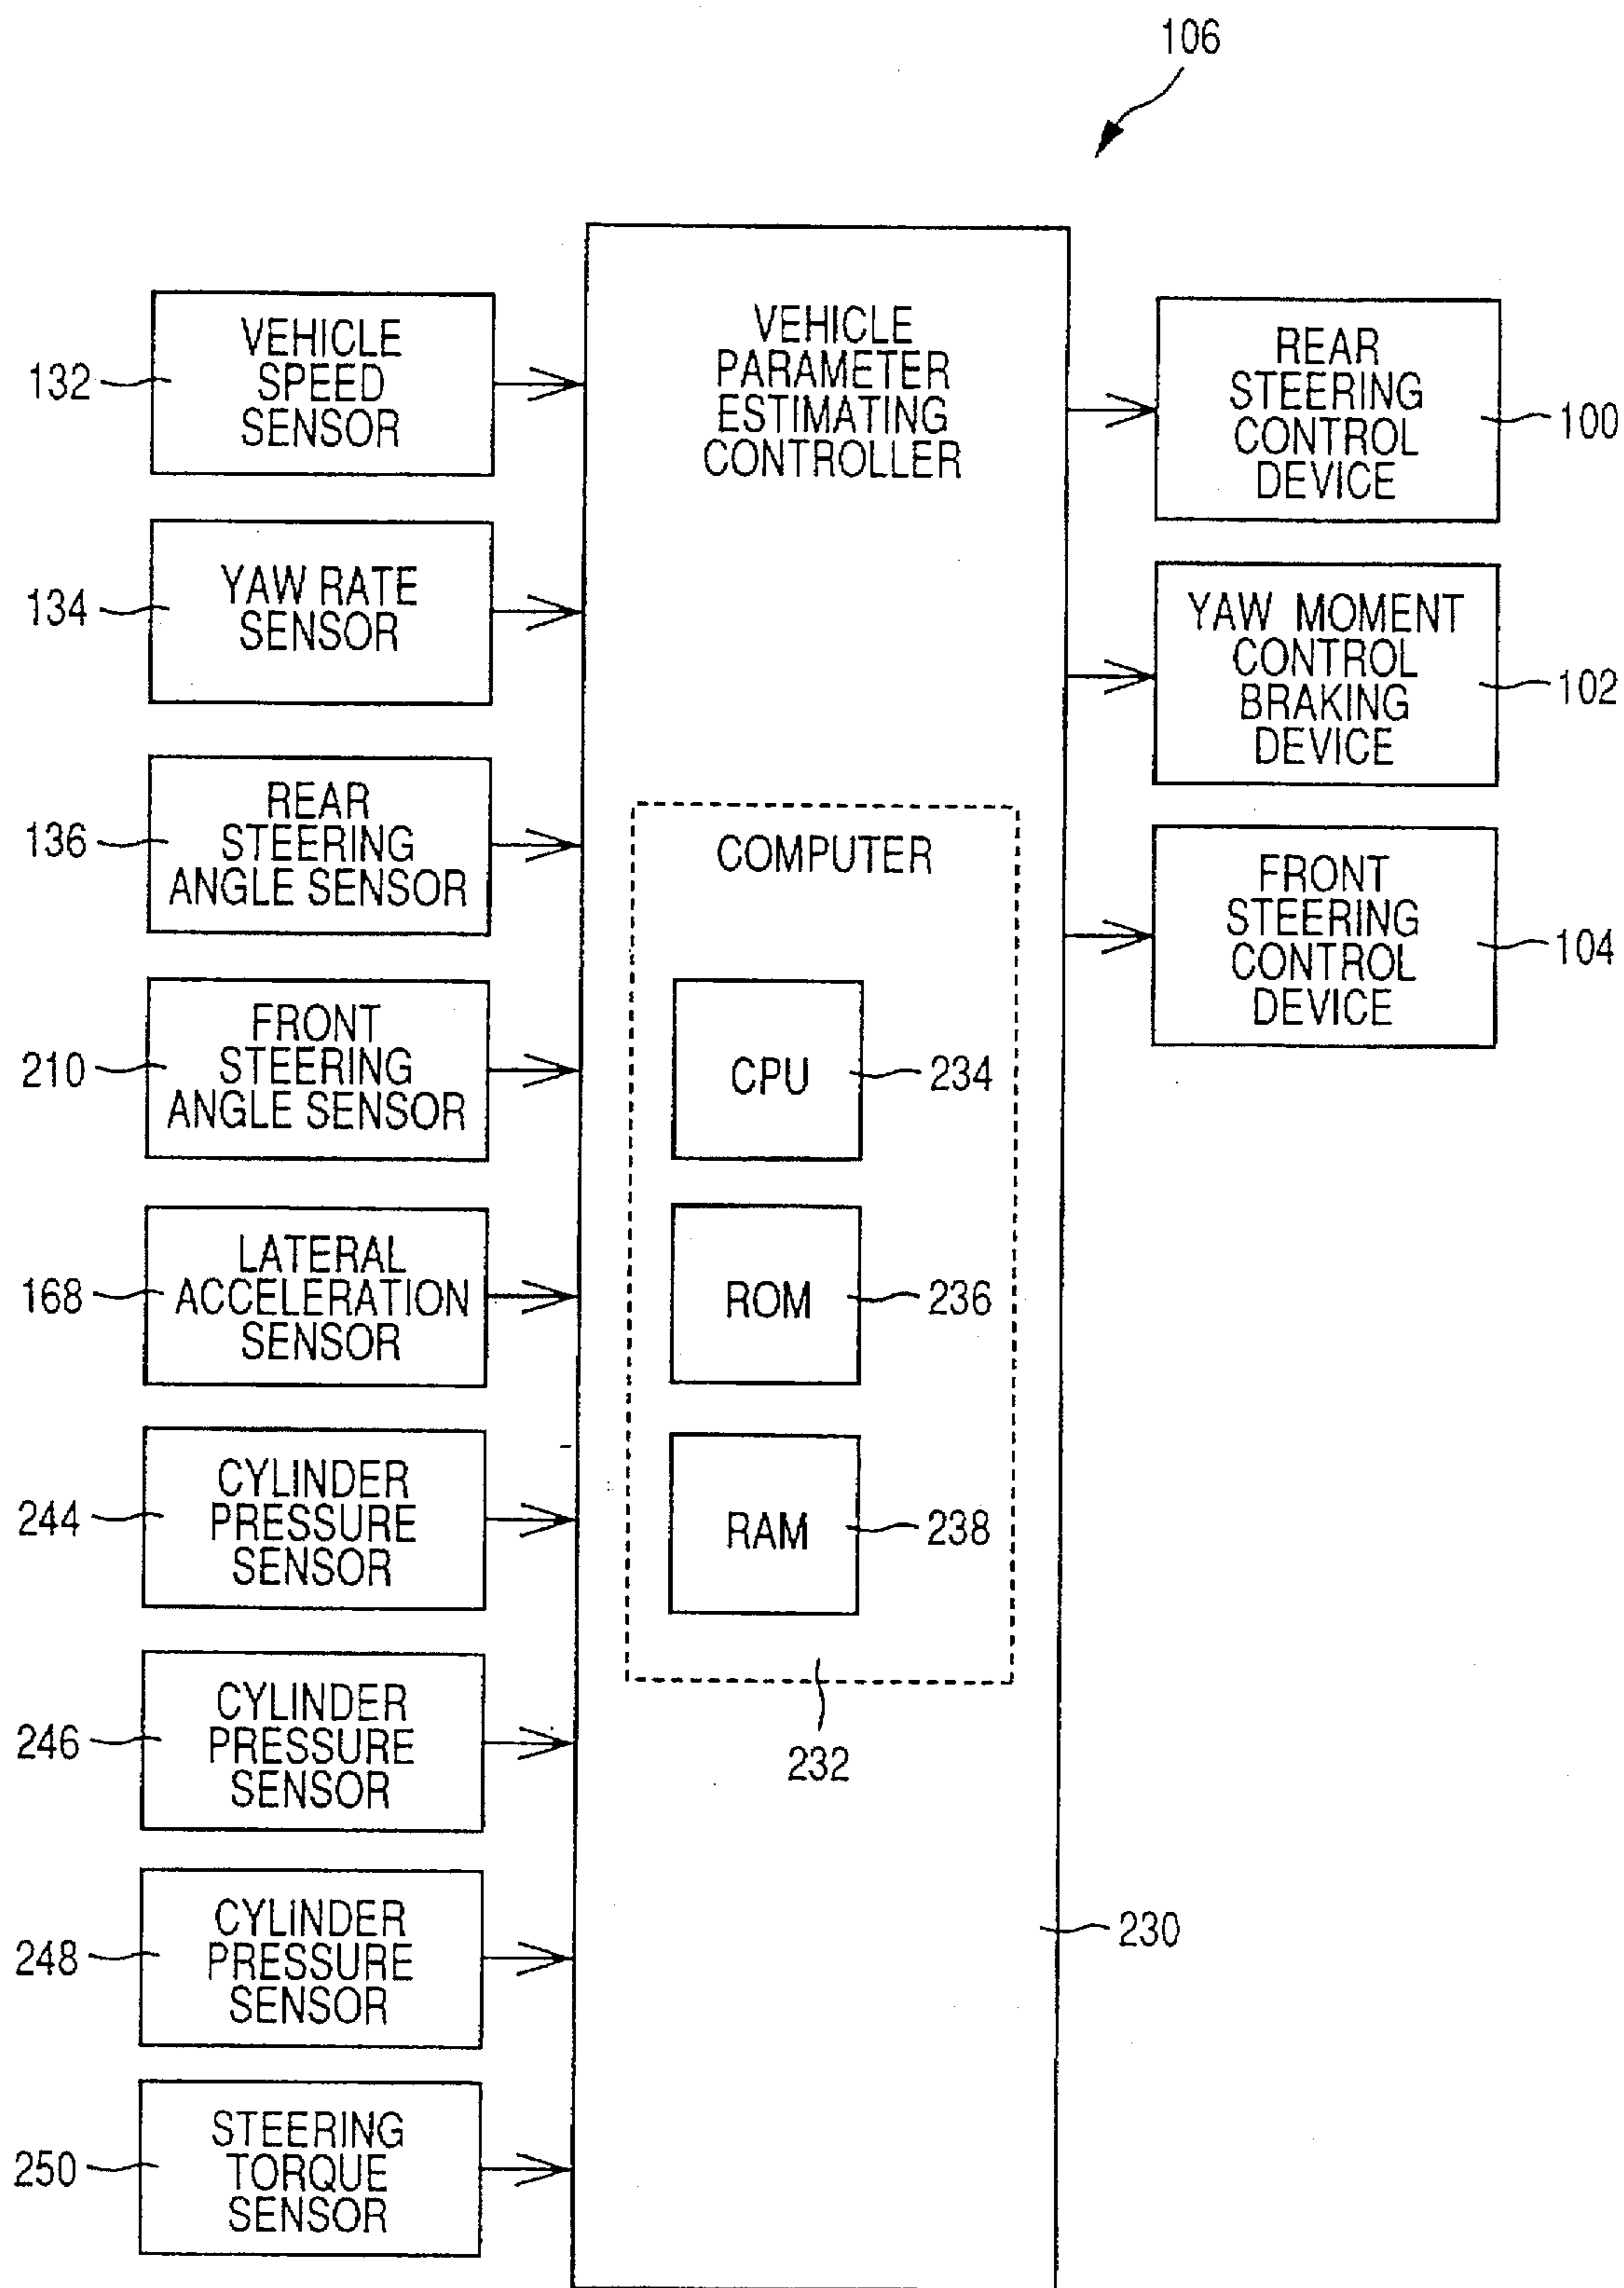 106
132
VEHICLE
SPEED
SENSOR
134
YAW RATE
SENSOR
136
REAR
STEERING
ANGLE SENSOR
210
FRONT
STEERING
ANGLE SENSOR
168
LATERAL
ACCELERATION
SENSOR
244
CYLINDER
PRESSURE
SENSOR
246
CYLINDER
PRESSURE
SENSOR
248
CYLINDER
PRESSURE
SENSOR
250
STEERING
TORQUE
SENSOR
VEHICLE
PARAMETER
ESTIMATING
CONTROLLER
COMPUTER
CPU
234
ROM
236
RAM
238
232
230
REAR
STEERING
CONTROL
DEVICE
100
YAW MOMENT
CONTROL
BRAKING
DEVICE
102
FRONT
STEERING
CONTROL
DEVICE
104